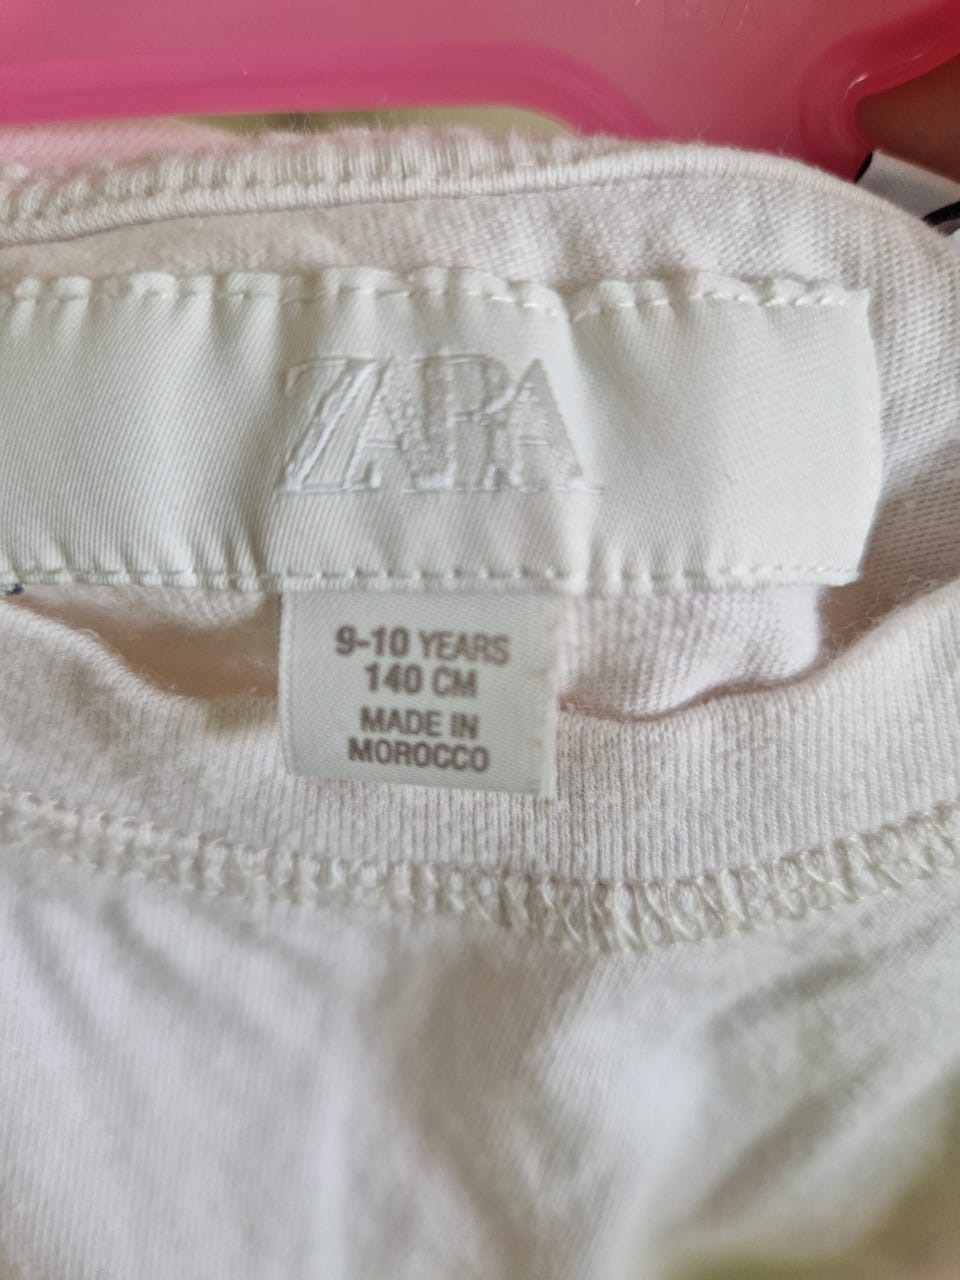 ZARA
9-10 YEARS
140 CM
MADE IN
MOROCCO